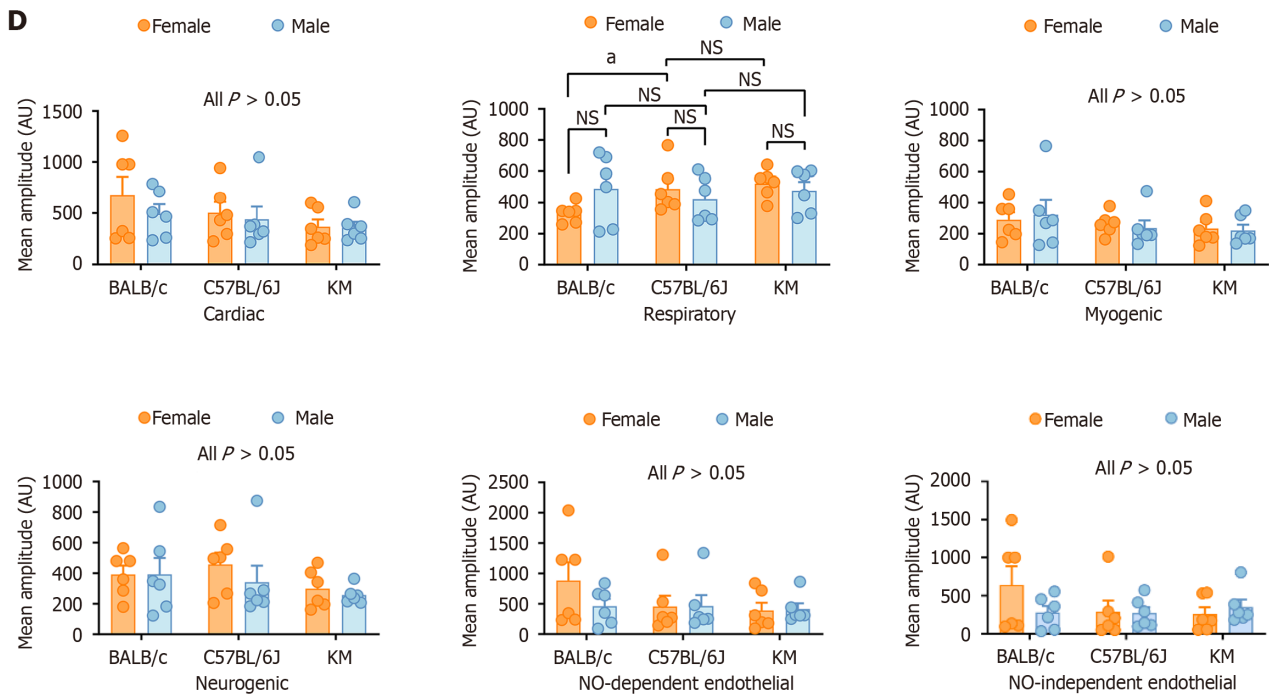 D
Female Male
All P > 0.05
Mean amplitude (AU)
1500
1000
500
0
BALB/c C57BL/6J KM
Cardiac
Female Male
a
NS
NS
NS
NS
NS
NS
Mean amplitude (AU)
1000
800
600
400
200
0
BALB/c C57BL/6J KM
Respiratory
Female Male
All P > 0.05
Mean amplitude (AU)
1000
800
600
400
200
0
BALB/c C57BL/6J KM
Myogenic
Female Male
All P > 0.05
Mean amplitude (AU)
1000
800
600
400
200
0
BALB/c C57BL/6J KM
Neurogenic
Female Male
All P > 0.05
Mean amplitude (AU)
2500
2000
1500
1000
500
0
BALB/c C57BL/6J KM
NO-dependent endothelial
Female Male
All P > 0.05
Mean amplitude (AU)
2000
1500
1000
500
0
BALB/c C57BL/6J KM
NO-independent endothelial